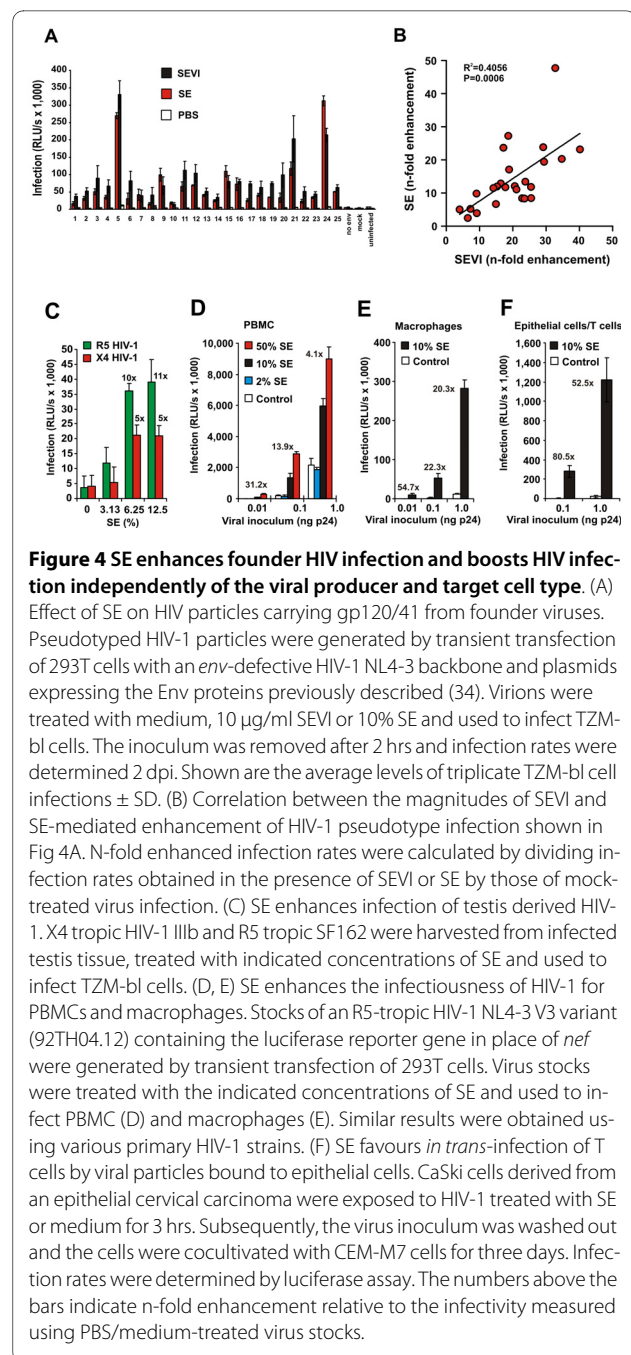 A
Infection (RLU/s x 1,000)
400
350
300
250
200
150
100
50
0
SEVI
SE
PBS
1 2 3 4 5 6 7 8 9 10 11 12 13 14 15 16 17 18 19 20 21 22 23 24 25 no env mock uninfected
B
SE (n-fold enhancement)
50
40
30
20
10
0
R²=0.4056
P=0.0006
0 10 20 30 40 50
SEVI (n-fold enhancement)
C
R5 HIV-1
X4 HIV-1
Infection (RLU/s x 1,000)
50
45
40
35
30
25
20
15
10
5
0
10x
5x
11x
5x
0 3.13 6.25 12.5
SE (%)
D
PBMC
50% SE
10% SE
2% SE
Control
Infection (RLU/s x 1,000)
10,000
8,000
6,000
4,000
2,000
0
31.2x
13.9x
4.1x
0.01 0.1 1.0
Viral inoculum (ng p24)
E
Macrophages
10% SE
Control
Infection (RLU/s x 1,000)
400
300
200
100
0
54.7x
22.3x
20.3x
0.01 0.1 1.0
Viral inoculum (ng p24)
F
Epithelial cells/T cells
10% SE
Control
Infection (RLU/s x 1,000)
1,600
1,400
1,200
1,000
800
600
400
200
0
80.5x
52.5x
0.1 1.0
Viral inoculum (ng p24)
Figure 4 SE enhances founder HIV infection and boosts HIV infec-
tion independently of the viral producer and target cell type. (A)
Effect of SE on HIV particles carrying gp120/41 from founder viruses.
Pseudotyped HIV-1 particles were generated by transient transfection
of 293T cells with an env-defective HIV-1 NL4-3 backbone and plasmids
expressing the Env proteins previously described (34). Virions were
treated with medium, 10 μg/ml SEVI or 10% SE and used to infect TZM-
bl cells. The inoculum was removed after 2 hrs and infection rates were
determined 2 dpi. Shown are the average levels of triplicate TZM-bl cell
infections ± SD. (B) Correlation between the magnitudes of SEVI and
SE-mediated enhancement of HIV-1 pseudotype infection shown in
Fig 4A. N-fold enhanced infection rates were calculated by dividing in-
fection rates obtained in the presence of SEVI or SE by those of mock-
treated virus infection. (C) SE enhances infection of testis derived HIV-
1. X4 tropic HIV-1 IIIb and R5 tropic SF162 were harvested from infected
testis tissue, treated with indicated concentrations of SE and used to
infect TZM-bl cells. (D, E) SE enhances the infectiousness of HIV-1 for
PBMCs and macrophages. Stocks of an R5-tropic HIV-1 NL4-3 V3 variant
(92TH04.12) containing the luciferase reporter gene in place of nef
were generated by transient transfection of 293T cells. Virus stocks
were treated with the indicated concentrations of SE and used to in-
fect PBMC (D) and macrophages (E). Similar results were obtained us-
ing various primary HIV-1 strains. (F) SE favours in trans-infection of T
cells by viral particles bound to epithelial cells. CaSki cells derived from
an epithelial cervical carcinoma were exposed to HIV-1 treated with SE
or medium for 3 hrs. Subsequently, the virus inoculum was washed out
and the cells were cocultivated with CEM-M7 cells for three days. Infec-
tion rates were determined by luciferase assay. The numbers above the
bars indicate n-fold enhancement relative to the infectivity measured
using PBS/medium-treated virus stocks.